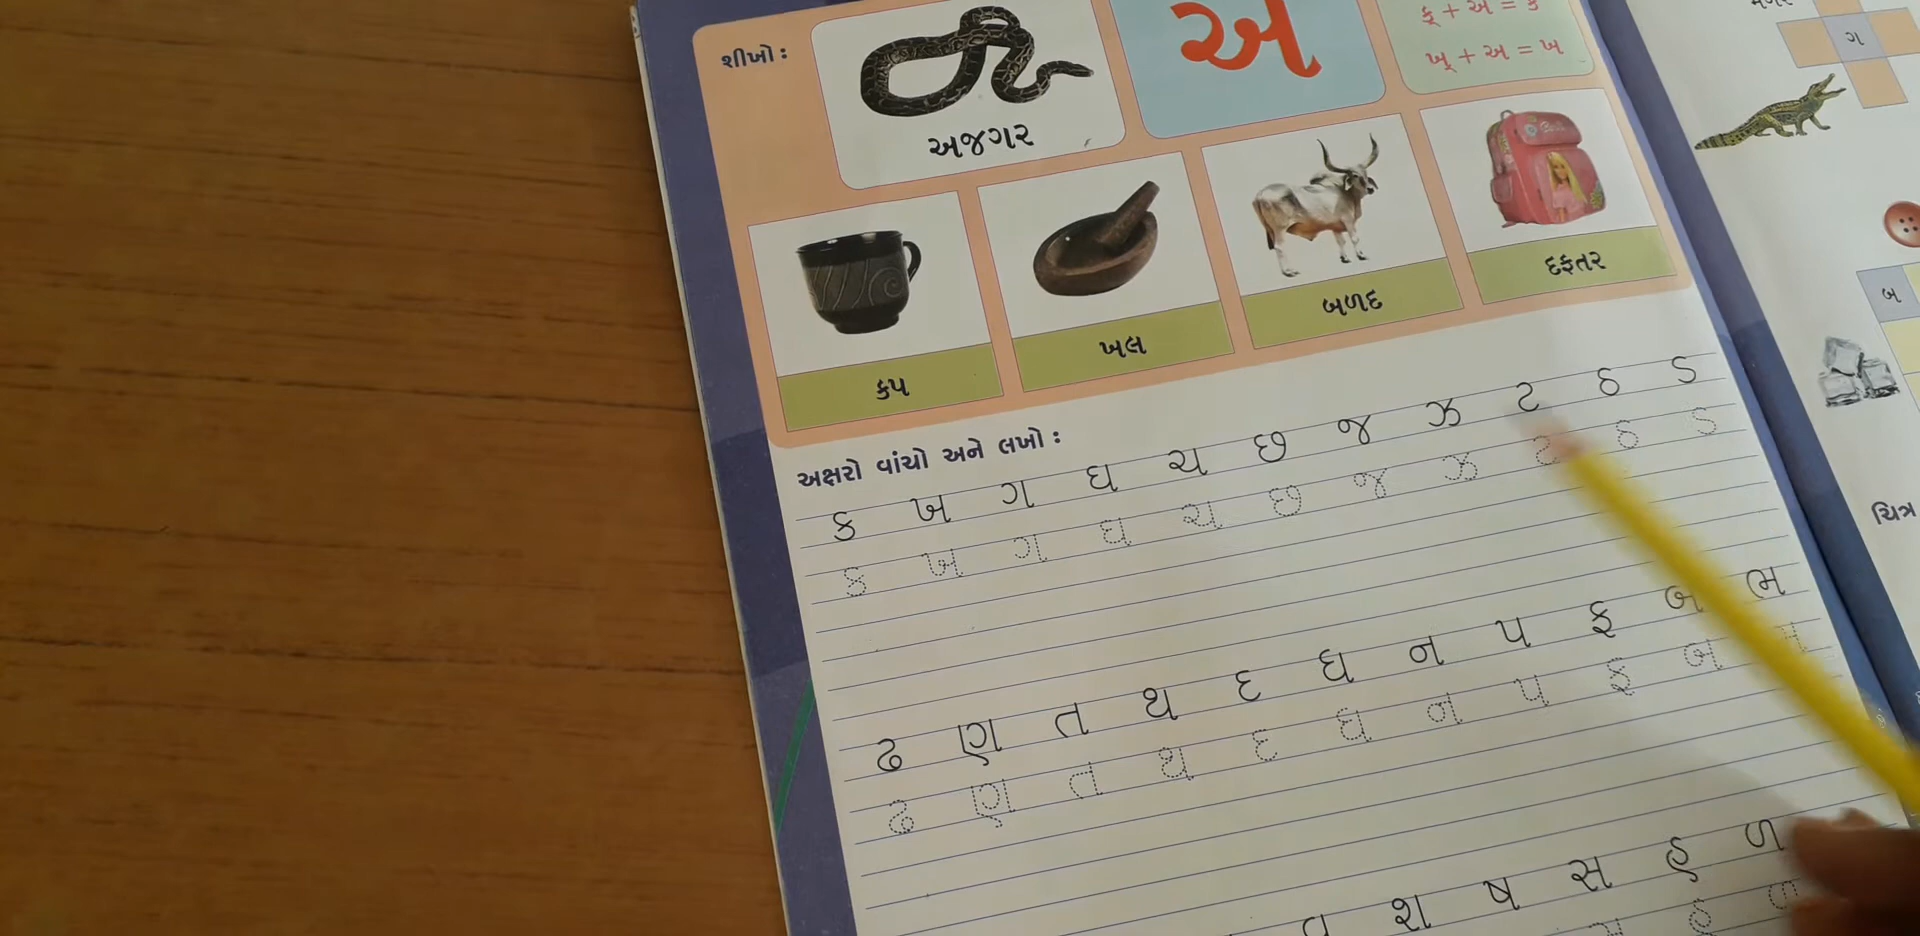 શીખો :
અજગર
અ
ક્ + અ = ક
ખ્ + અ = ખ
કપ
ખલ
બળદ
દફતર
અક્ષરો વાંચો અને લખો :
ક ખ ગ ઘ ચ છ જ ઝ ટ ઠ ડ
ક ખ ગ ઘ ચ છ જ ઝ ટ ઠ ડ
ઢ ણ ત થ દ ધ ન પ ફ બ ભ
ઢ ણ ત થ દ ધ ન પ ફ બ ભ
વ શ ષ સ હ ળ
સ હ ળ
ગ
બ
ચિત્ર